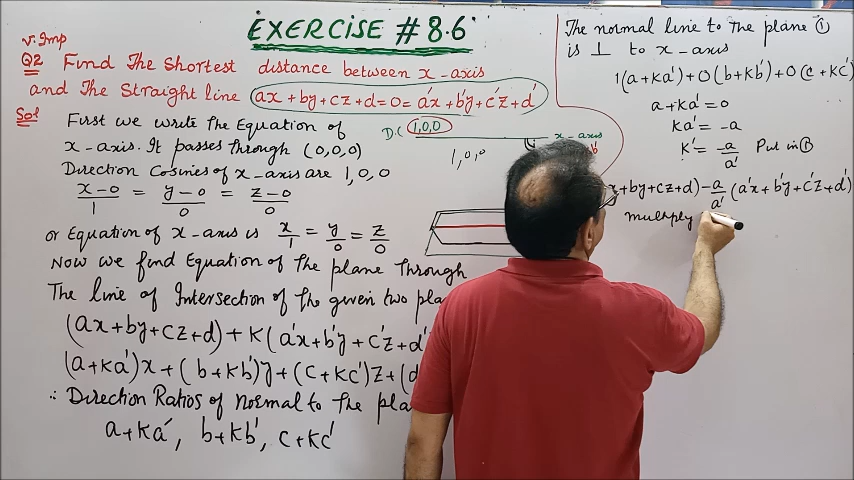 EXERCISE # 8.6
V. Imp
Q2 Find The Shortest distance between x-axis
and The Straight line ax+by+cz+d=0=a'x+b'y+c'z+d'
Sol
First we write The Equation of
x-axis. It passes through (0,0,0)
Direction Cosines of x-axis are 1,0,0
x-0/1 = y-0/0 = z-0/0
or Equation of x-axis is x/1 = y/0 = z/0
Now we find Equation of The plane Through
The line of Intersection of the given two
(ax+by+cz+d)+K(a'x+b'y+c'z+d'
(a+Ka')x+(b+Kb')y+(c+Kc')z+(d
∴ Direction Ratios of Normal to The
a+Ka', b+Kb', c+Kc'
D.C 1,0,0
x-axis
1,0,0
The normal line to The plane ①
is ⊥ to x-axis
1(a+Ka')+0(b+Kb')+0(c+Kc')
a+Ka'=0
Ka'=-a
K=-a/a' Put in
x+by+cz+d)-a/a'(a'x+b'y+c'z+d')
multiply